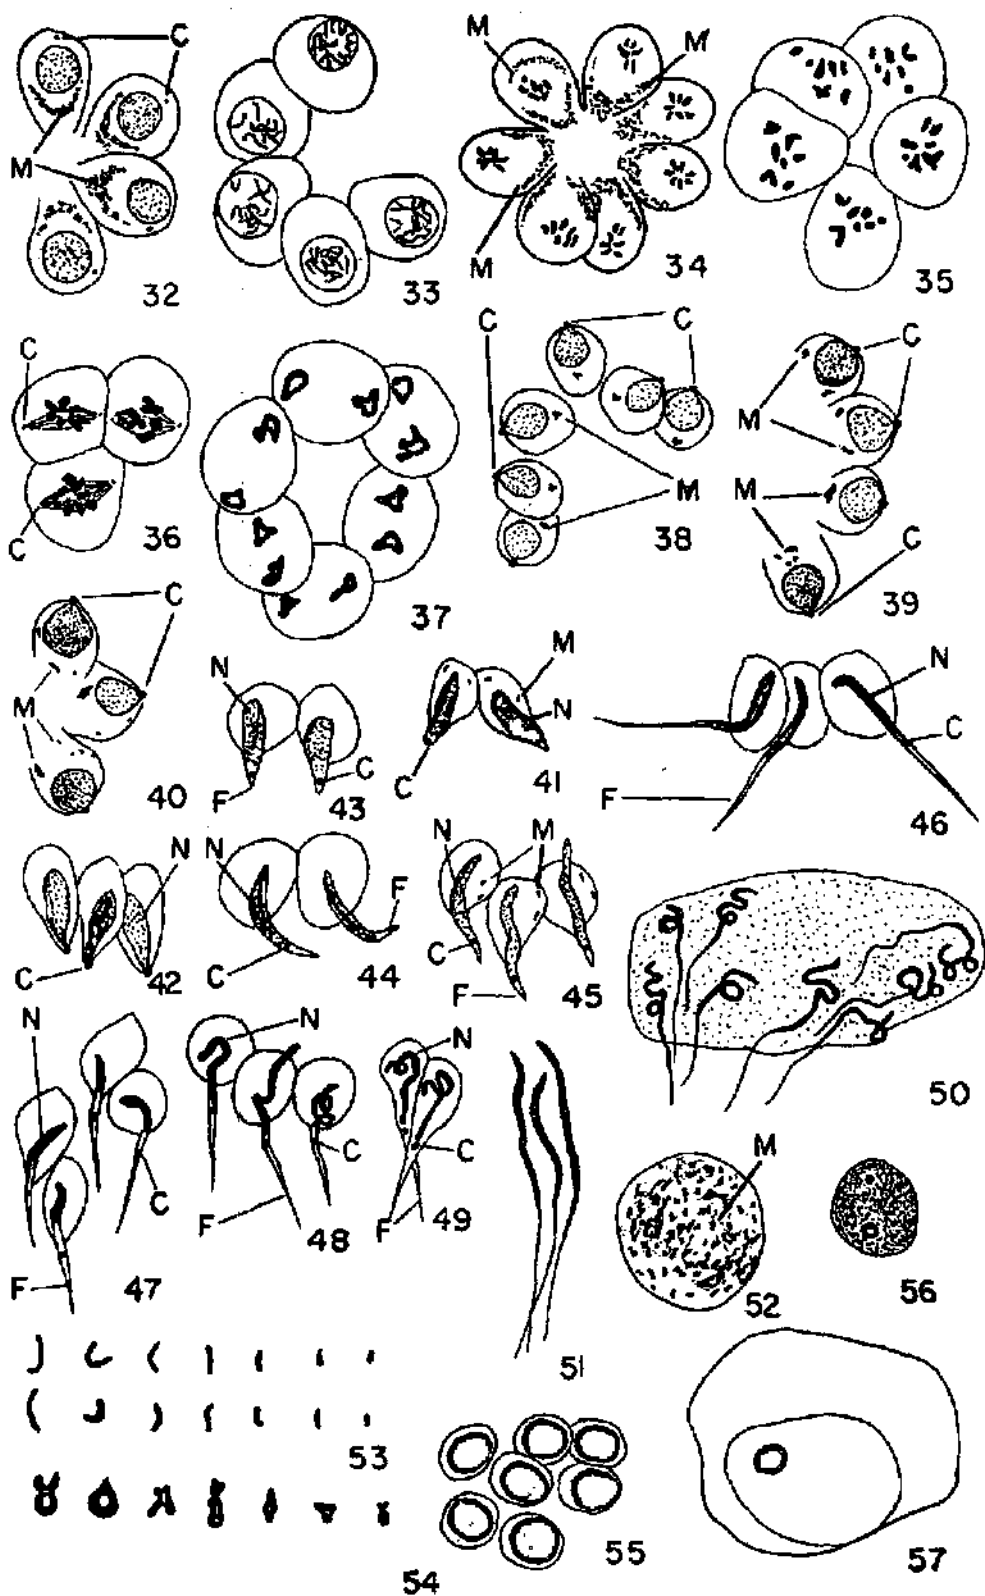 C M M'
M
M
32 33 34 35
C C C C
M M
C 36 37 38 C 39
C
M N M N N
C
M C F C 40 43 41 F 46
N N N M
F
C 42 C 44 C F 45
50
N N N
C C C
F F F 47 48 49
51
M
52 56
53
54 55 57